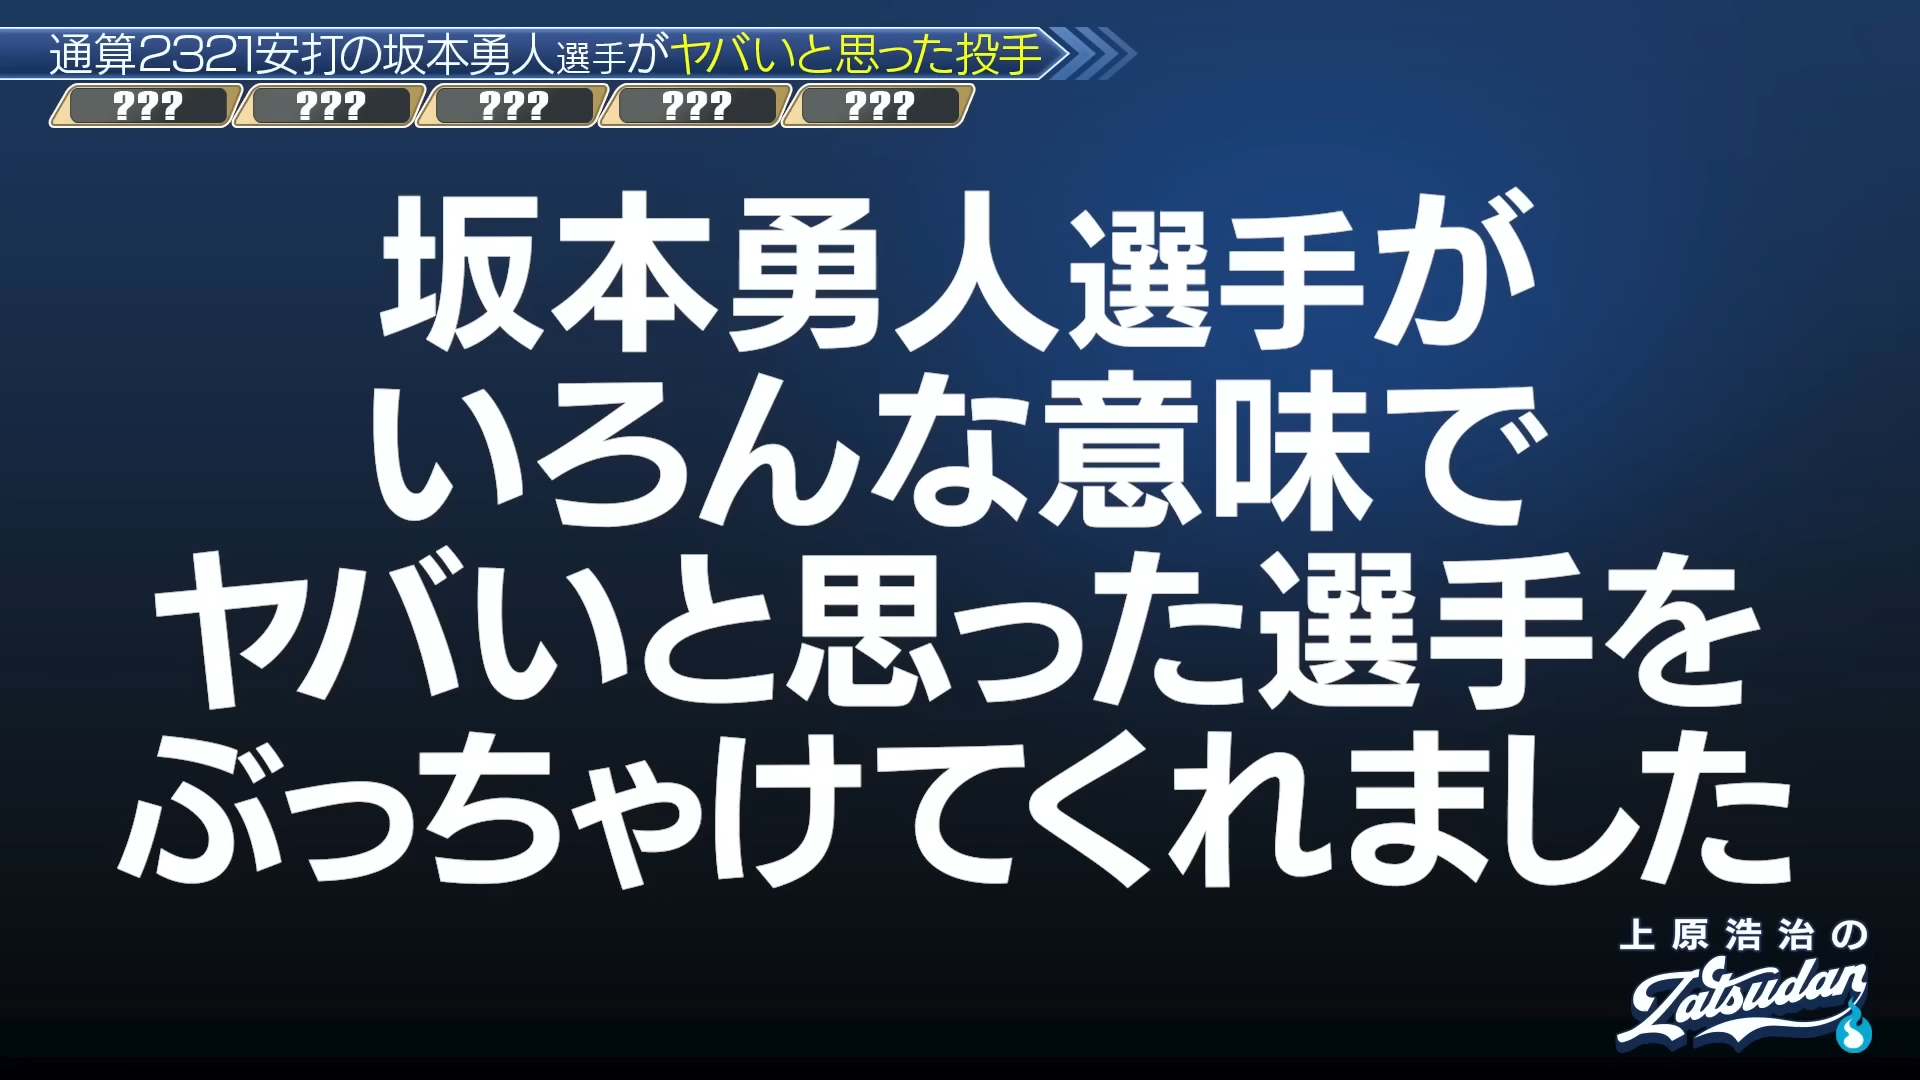 通算2321安打の坂本勇人選手がヤバいと思った投手
??? ??? ??? ??? ???
坂本勇人選手が
いろんな意味で
ヤバいと思った選手を
ぶっちゃけてくれました
上原浩治の
Zatsudan